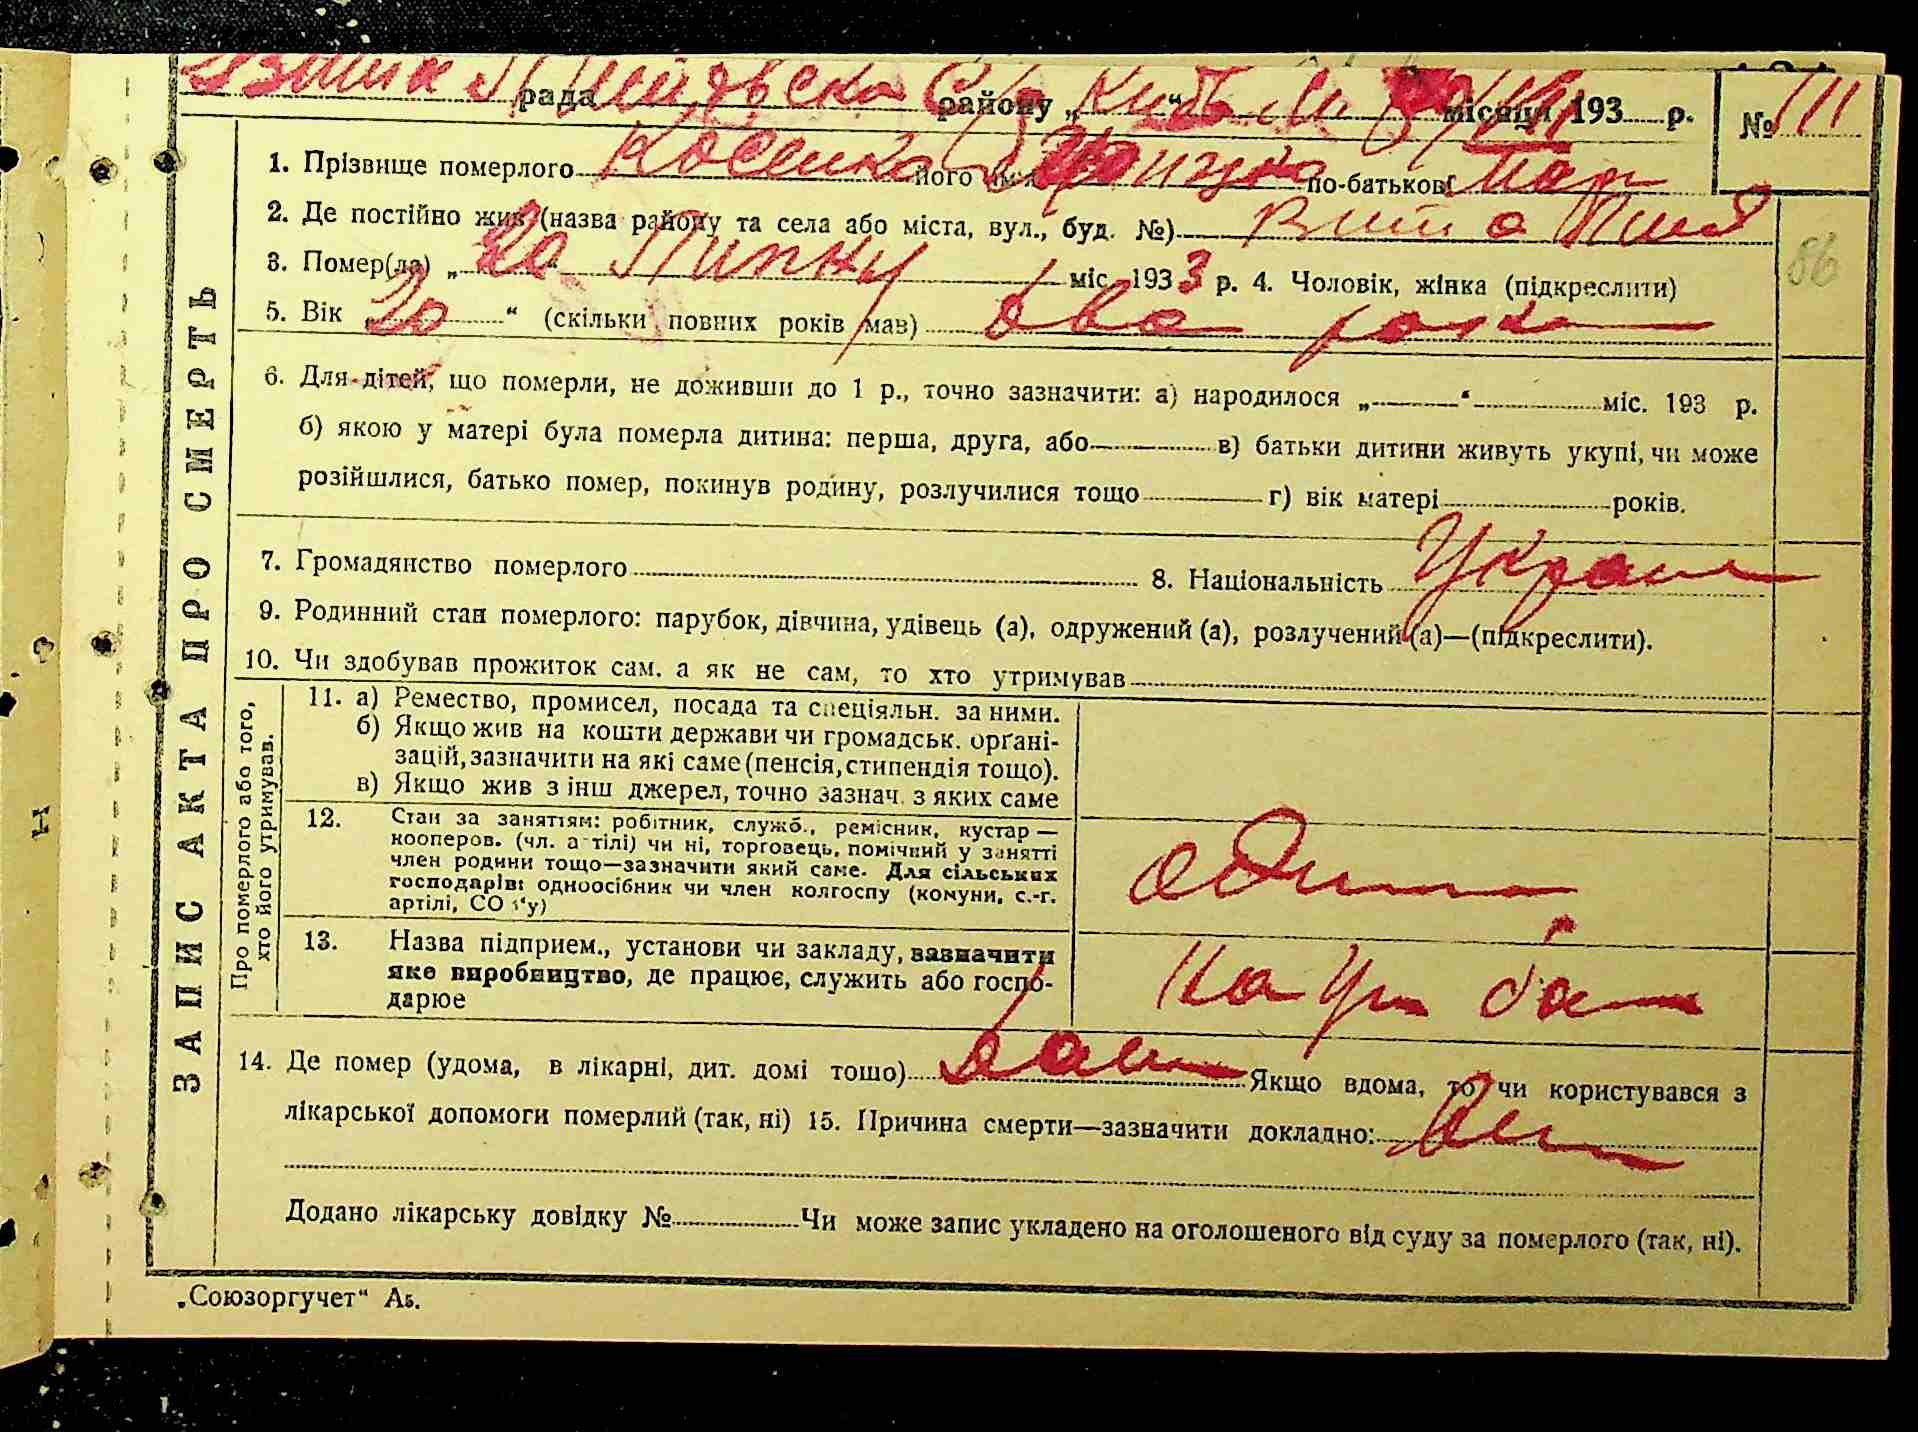 рада району „ “ місяця 193 р. № 111
1. Прізвище померлого Косенко його ім'я по-батькові
2. Де постійно жив (назва району та села або міста, вул., буд. №)
3. Помер(ла) „ 20 “ Липня міс. 1933 р. 4. Чоловік, жінка (підкреслити)
5. Вік „ 20 “ (скільки повних років мав) два
6. Для дітей, що померли, не доживши до 1 р., точно зазначити: а) народилося „ “ міс. 193 р.
б) якою у матері була померла дитина: перша, друга, або в) батьки дитини живуть укупі, чи може
розійшлися, батько помер, покинув родину, розлучилися тощо г) вік матері років.
7. Громадянство померлого 8. Національність Украин
9. Родинний стан померлого: парубок, дівчина, удівець (а), одружений (а), розлучений (а)—(підкреслити).
10. Чи здобував прожиток сам, а як не сам, то хто утримував
11. а) Ремество, промисел, посада та спеціяльн. за ними.
б) Якщо жив на кошти держави чи громадськ. орґані-
зацій, зазначити на які саме (пенсія, стипендія тощо).
в) Якщо жив з інш джерел, точно зазнач. з яких саме
12. Стан за заняттям: робітник, служб., ремісник, кустар —
кооперов. (чл. артілі) чи ні, торговець, помічний у занятті
член родини тощо—зазначити який саме. Для сільських
господарів: одноосібник чи член колгоспу (комуни, с.-г.
артілі, СО у)
13. Назва підприєм., установи чи закладу, зазначити
яке виробництво, де працює, служить або госпо-
дарює
14. Де помер (удома, в лікарні, дит. домі тощо) Якщо вдома, то чи користувався з
лікарської допомоги померлий (так, ні) 15. Причина смерти—зазначити докладно:
Додано лікарську довідку № Чи може запис укладено на оголошеного від суду за померлого (так, ні).
„Союзоргучет“ А5.
ЗАПИС АКТА ПРО СМЕРТЬ
Про померлого або того,
хто його утримував.
86